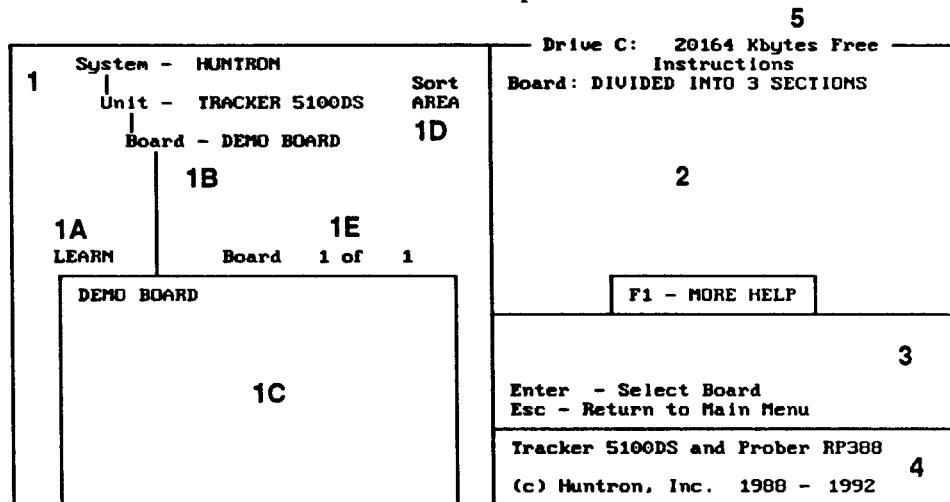 5
1
System - HUNTRON
Unit - TRACKER 5100DS
Board - DEMO BOARD
Sort
AREA
1D
1B
1A
LEARN
1E
Board 1 of 1
DEMO BOARD
1C
Drive C: 20164 Kbytes Free
Instructions
Board: DIVIDED INTO 3 SECTIONS
2
F1 - MORE HELP
3
Enter - Select Board
Esc - Return to Main Menu
Tracker 5100DS and Prober RP388
4
(c) Huntron, Inc. 1988 - 1992